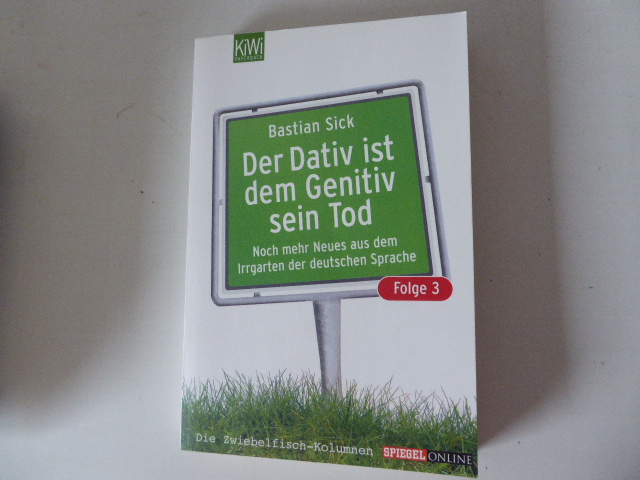 KiWi
PAPERBACK
Bastian Sick
Der Dativ ist
dem Genitiv
sein Tod
Noch mehr Neues aus dem
Irrgarten der deutschen Sprache
Folge 3
Die Zwiebelfisch-Kolumnen SPIEGEL ONLINE